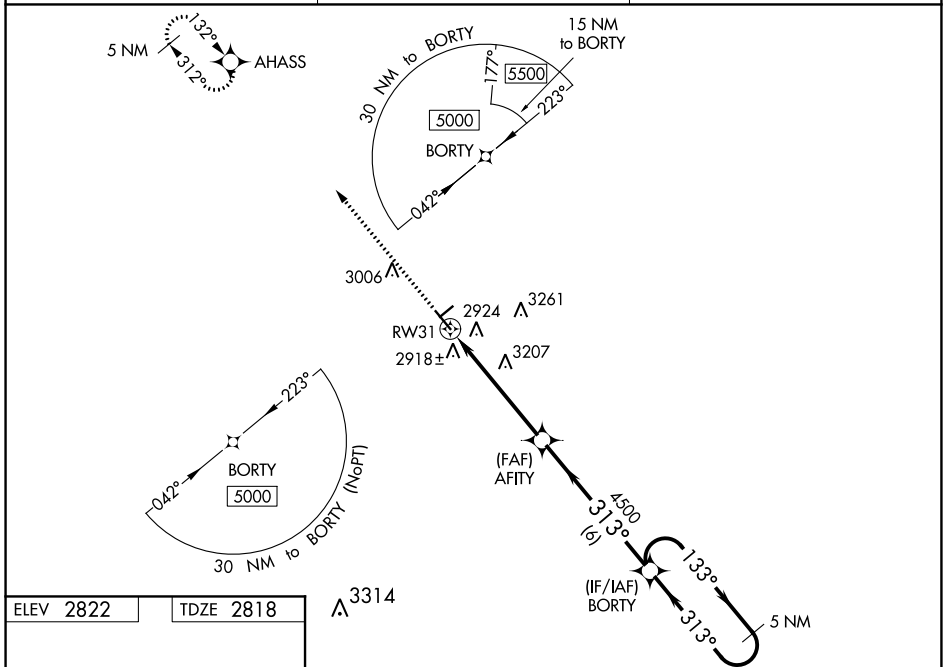 132°
5 NM
312°
AHASS
15 NM
to BORTY
30 NM to BORTY
177°
5500
223°
5000
BORTY
042°
3006
RW31
2924
3261
2918±
3207
223°
BORTY
042°
5000
30 NM to BORTY (NoPT)
(FAF)
AFITY
4500
313°
(6)
(IF/IAF)
BORTY
133°
313°
5 NM
ELEV 2822
TDZE 2818
3314